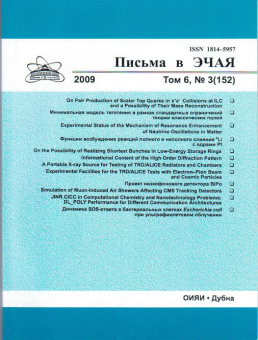 ISSN 1814-5957
Письма в ЭЧАЯ
2009
Том 6, № 3(152)
On Pair Production of Scalar Top Quarks in e⁺e⁻ Collisions at ILC
and a Possibility of Their Mass Reconstruction
Минимальная модель тяготения в рамках стандартных ограничений
теории классических полей
Experimental Status of the Mechanism of Resonance Enhancement
of Neutrino Oscillations in Matter
Функции возбуждения реакций полного и неполного слияния ⁶Li
с ядрами Pt
On the Possibility of Realizing Shortest Bunches in Low-Energy Storage Rings
Informational Content of the High Order Diffraction Pattern
A Portable X-ray Source for Testing of TRD/ALICE Radiators and Chambers
Experimental Facilities for the TRD/ALICE Tests with Electron-Pion Beam
and Cosmic Particles
Проект низкофонового детектора BiPo
Simulation of Muon-Induced Air Showers Affecting CMS Tracking Detectors
JINR CICC in Computational Chemistry and Nanotechnology Problems:
DL_POLY Performance for Different Communication Architectures
Динамика SOS-ответа в бактериальных клетках Escherichia coli
при ультрафиолетовом облучении
ОИЯИ • Дубна